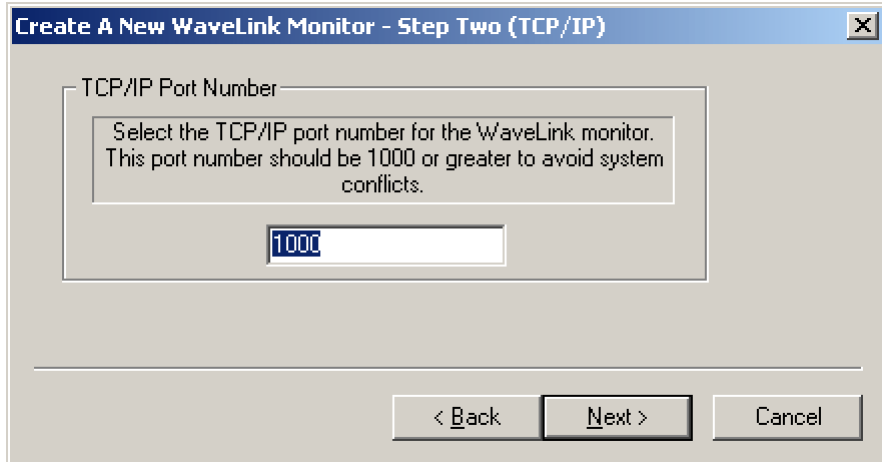 Create A New WaveLink Monitor - Step Two (TCP/IP)
TCP/IP Port Number
Select the TCP/IP port number for the WaveLink monitor.
This port number should be 1000 or greater to avoid system
conflicts.
1000
< Back
Next >
Cancel